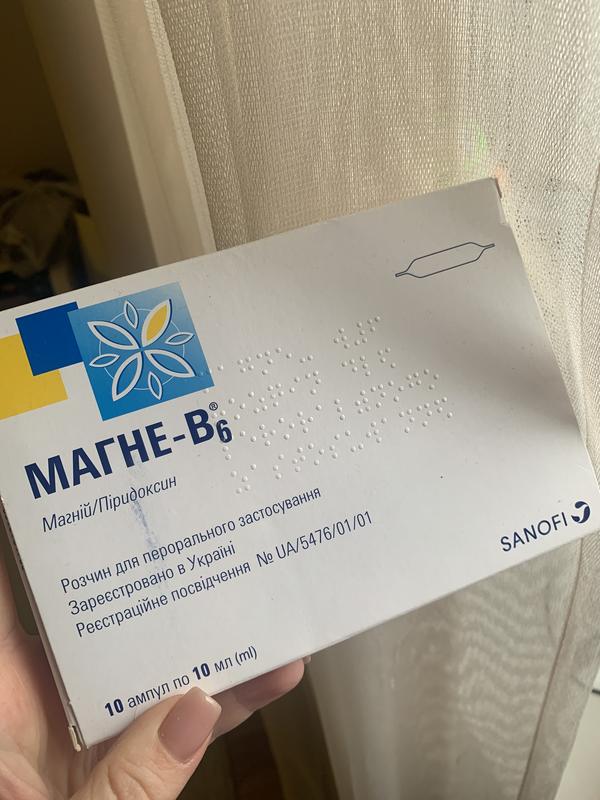 МАГНЕ-В6®
Магній/Піридоксин
Розчин для перорального застосування
Зареєстровано в Україні
Реєстраційне посвідчення № UA/5476/01/01
10 ампул по 10 мл (ml)
SANOFI